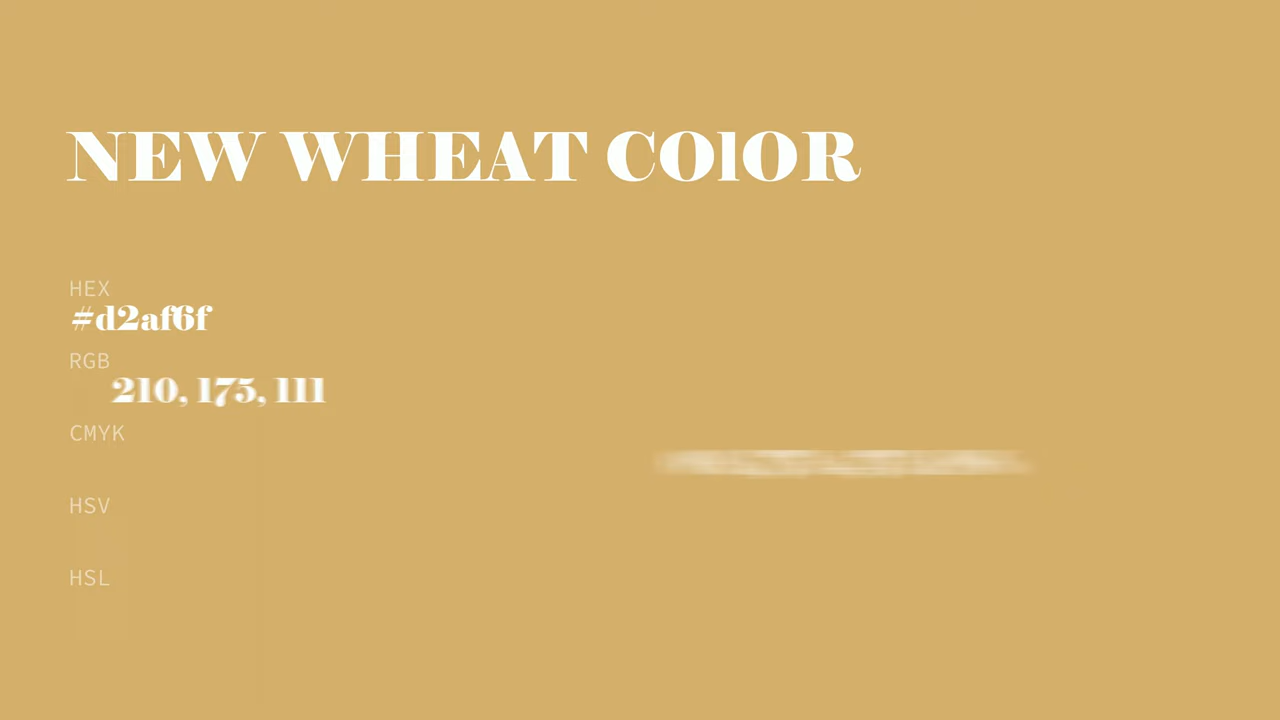 NEW WHEAT COlOR
HEX
#d2af6f
RGB
210, 175, 111
CMYK
HSV
HSL